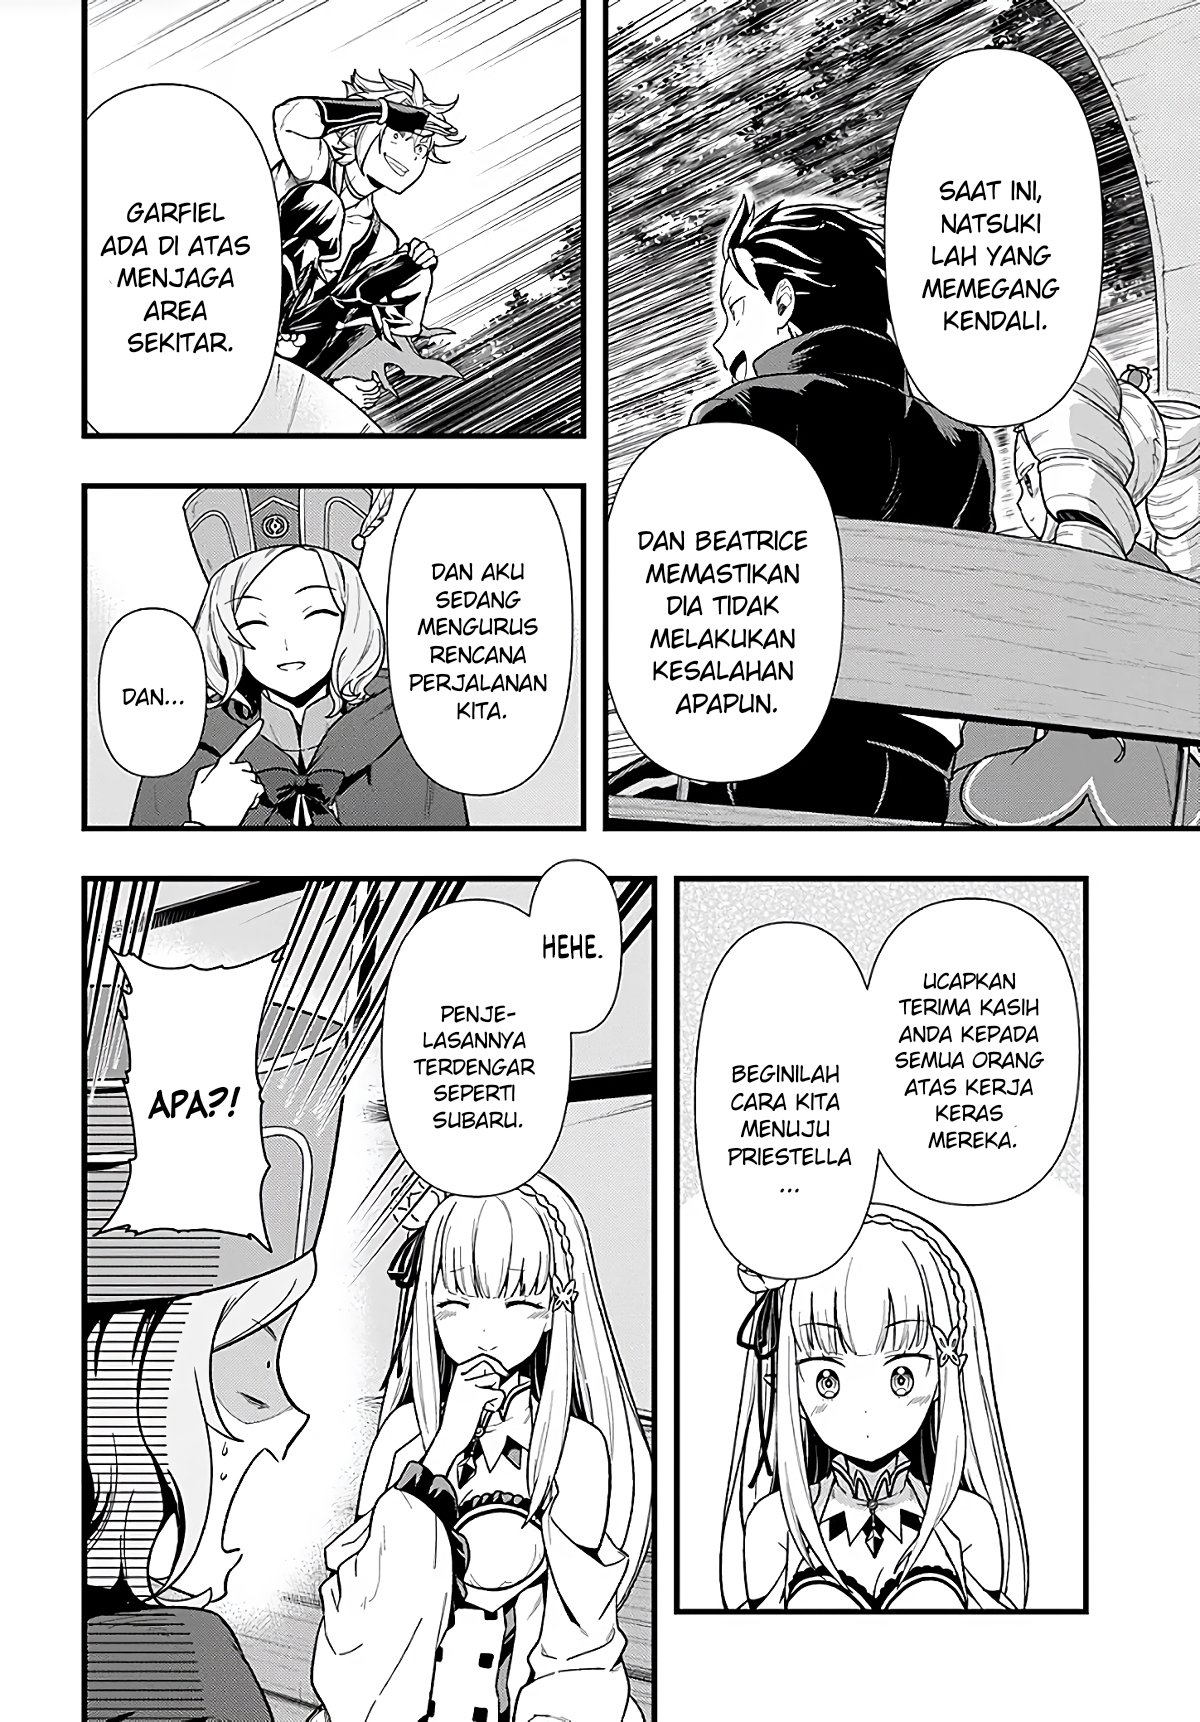 SAAT INI,
NATSUKI
LAH YANG
MEMEGANG
KENDALI.
DAN BEATRICE
MEMASTIKAN
DIA TIDAK
MELAKUKAN
KESALAHAN
APAPUN.
GARFIEL
ADA DI ATAS
MENJAGA
AREA
SEKITAR.
DAN AKU
SEDANG
MENGURUS
RENCANA
PERJALANAN
KITA.
DAN...
UCAPKAN
TERIMA KASIH
ANDA KEPADA
SEMUA ORANG
ATAS KERJA
KERAS
MEREKA.
BEGINILAH
CARA KITA
MENUJU
PRIESTELLA
...
HEHE.
PENJE-
LASANNYA
TERDENGAR
SEPERTI
SUBARU.
APA?!